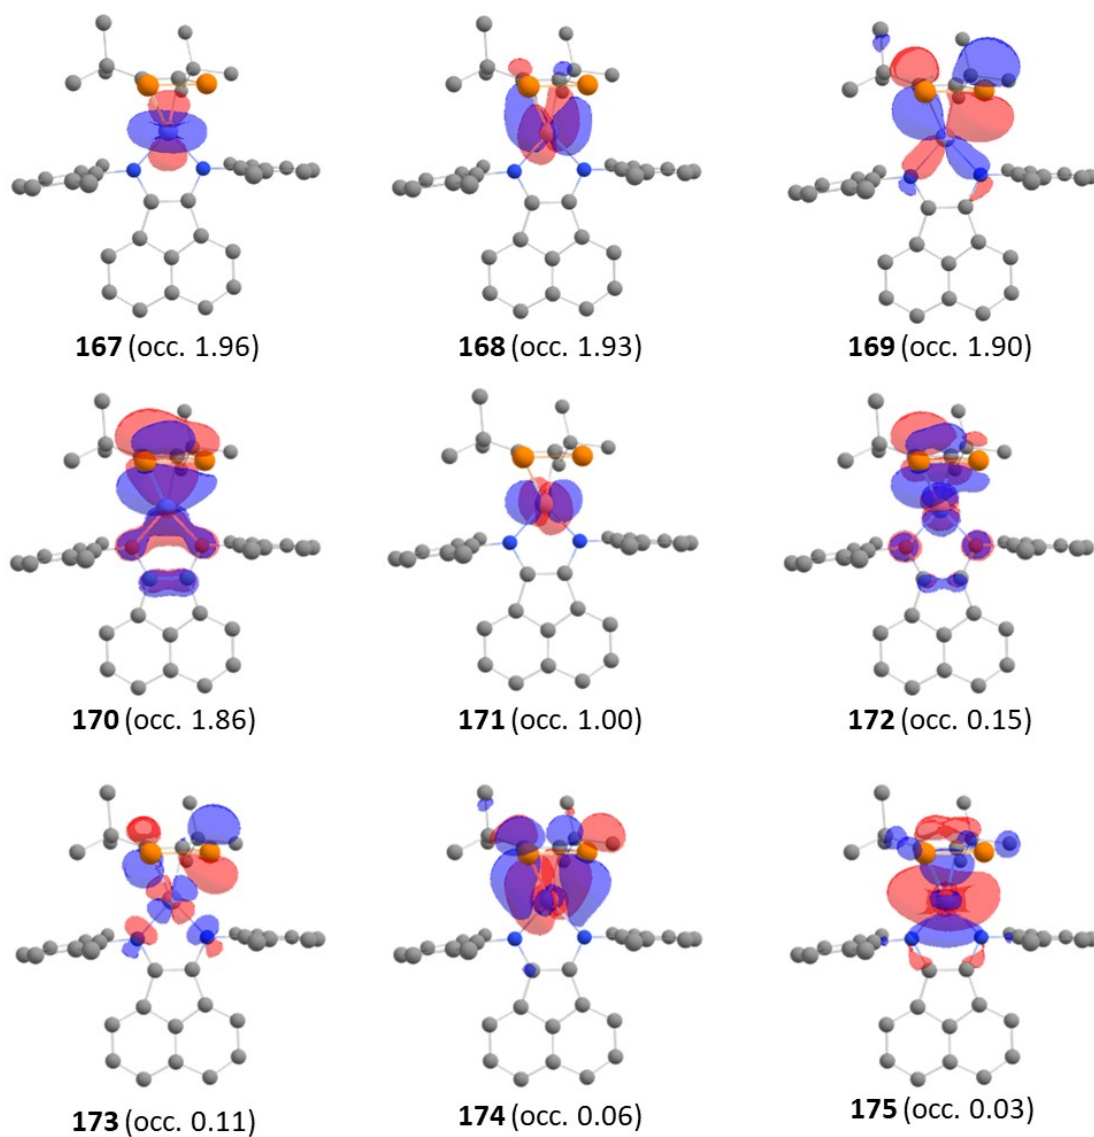 167 (occ. 1.96)
168 (occ. 1.93)
169 (occ. 1.90)
170 (occ. 1.86)
171 (occ. 1.00)
172 (occ. 0.15)
173 (occ. 0.11)
174 (occ. 0.06)
175 (occ. 0.03)